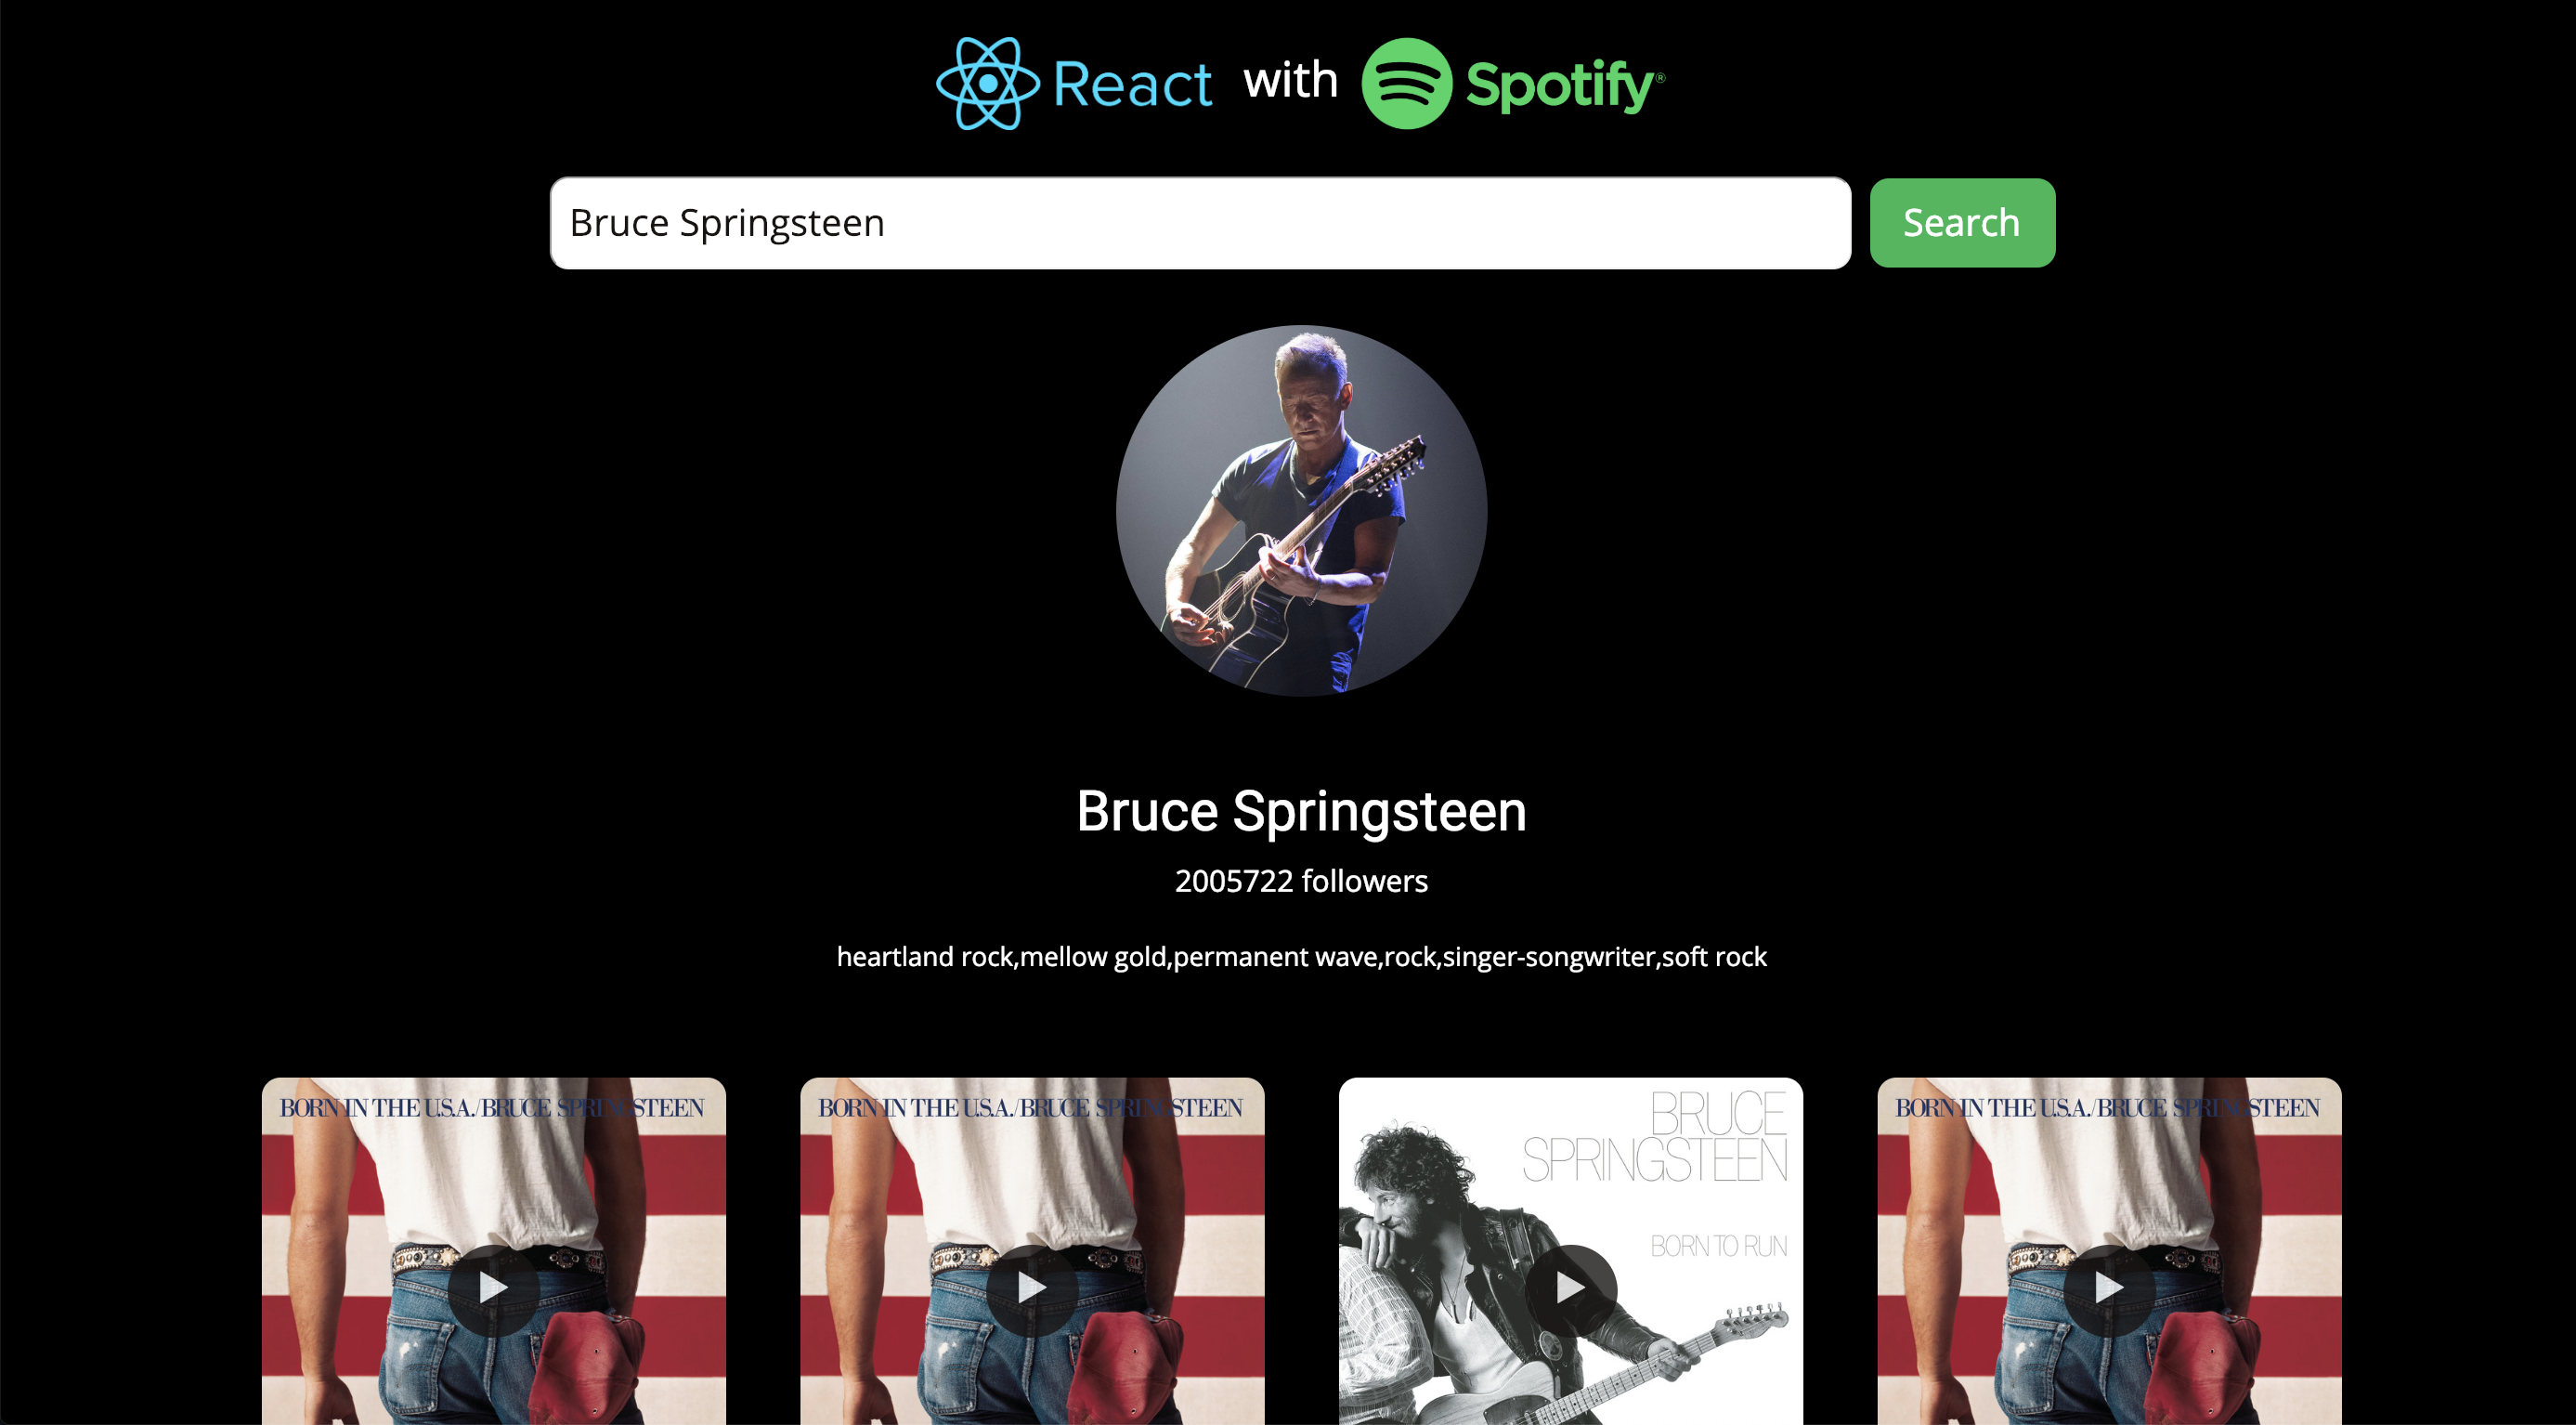 React with Spotify®
Bruce Springsteen
Search
Bruce Springsteen
2005722 followers
heartland rock,mellow gold,permanent wave,rock,singer-songwriter,soft rock
BORN IN THE U.S.A./BRUCE SPRINGSTEEN
BORN IN THE U.S.A./BRUCE SPRINGSTEEN
BRUCE
SPRINGSTEEN
BORN TO RUN
BORN IN THE U.S.A./BRUCE SPRINGSTEEN